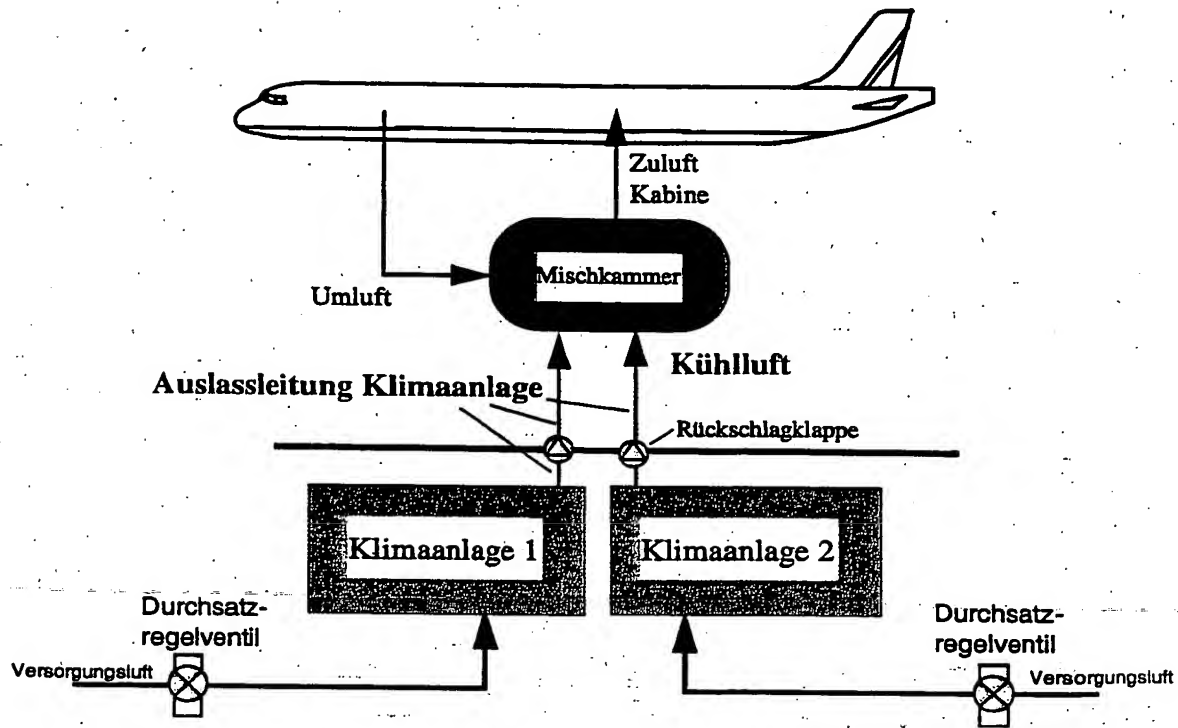 Zuluft
Kabine
Mischkammer
Umluft
Kühlluft
Auslassleitung Klimaanlage
Rückschlagklappe
Klimaanlage 1
Klimaanlage 2
Durchsatz-
regelventil
Versorgungsluft
Durchsatz-
regelventil
Versorgungsluft